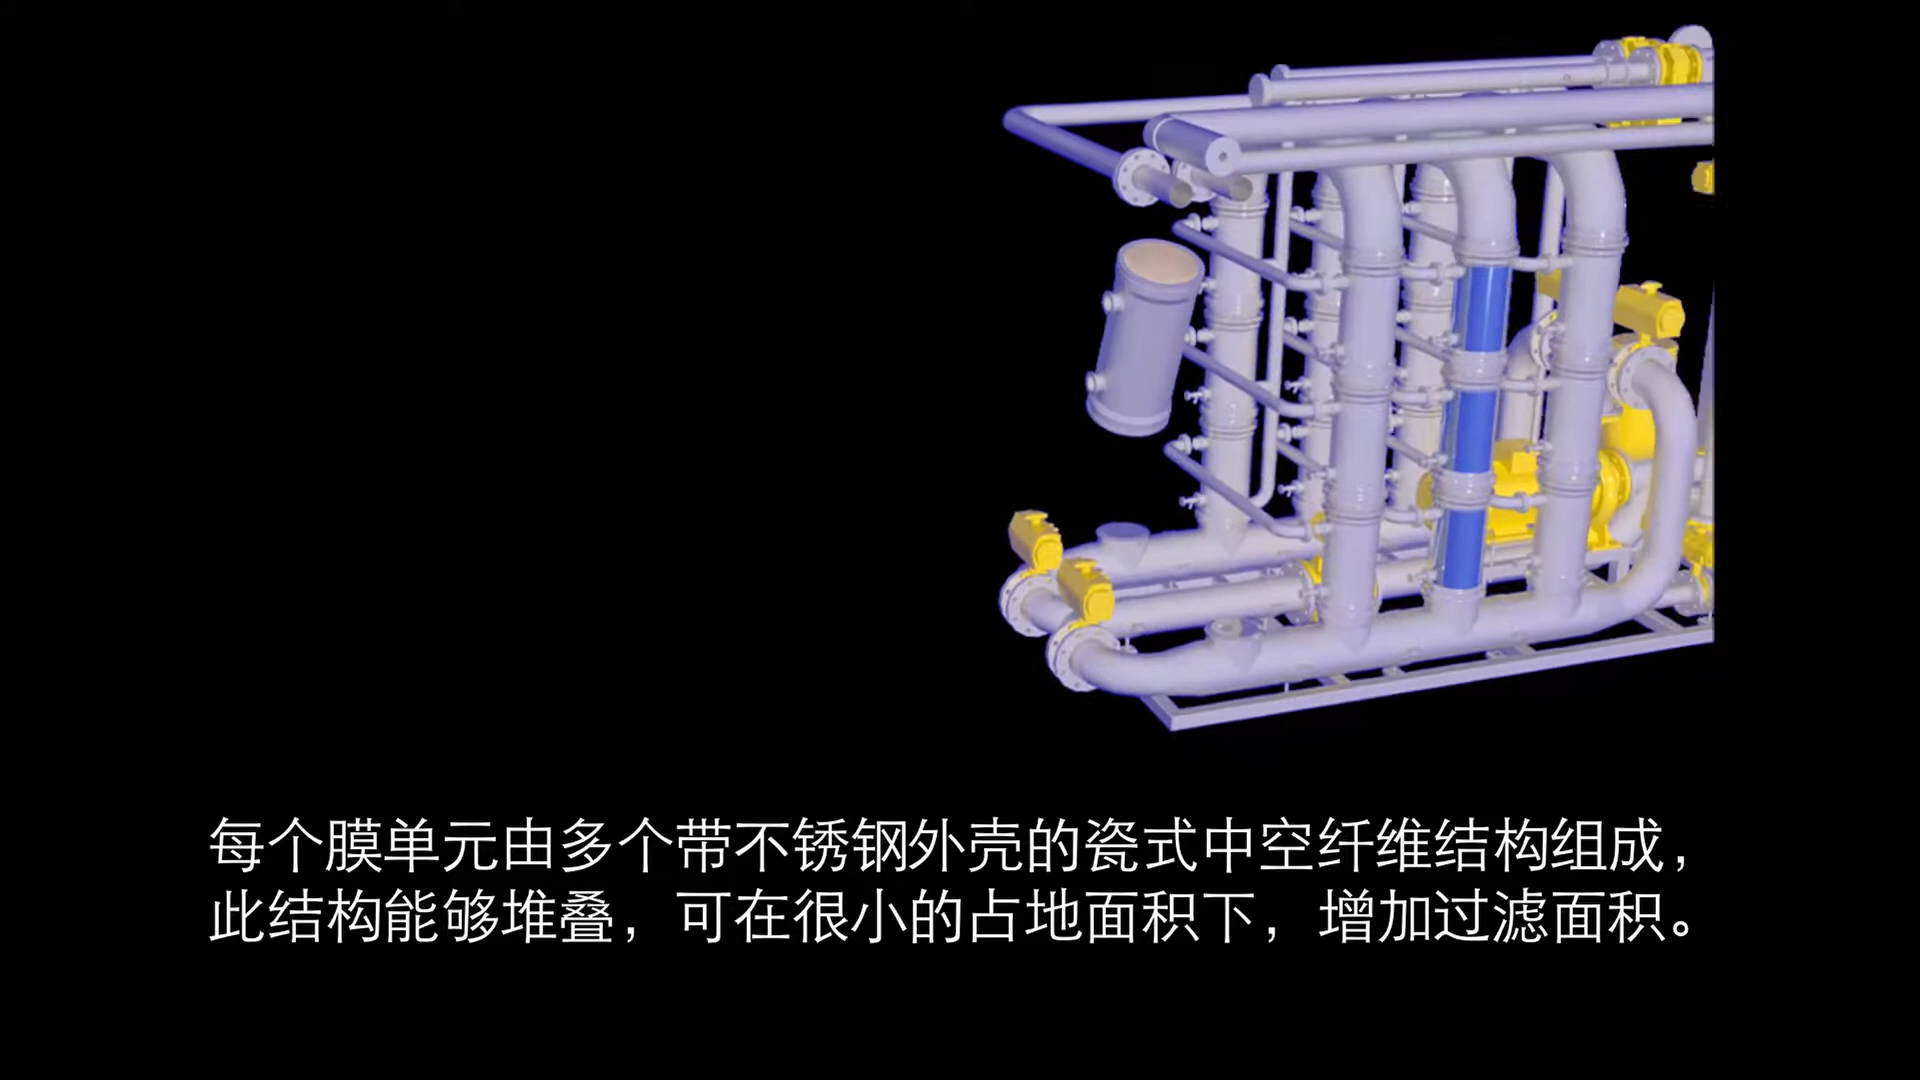 每个膜单元由多个带不锈钢外壳的瓷式中空纤维结构组成，
此结构能够堆叠，可在很小的占地面积下，增加过滤面积。